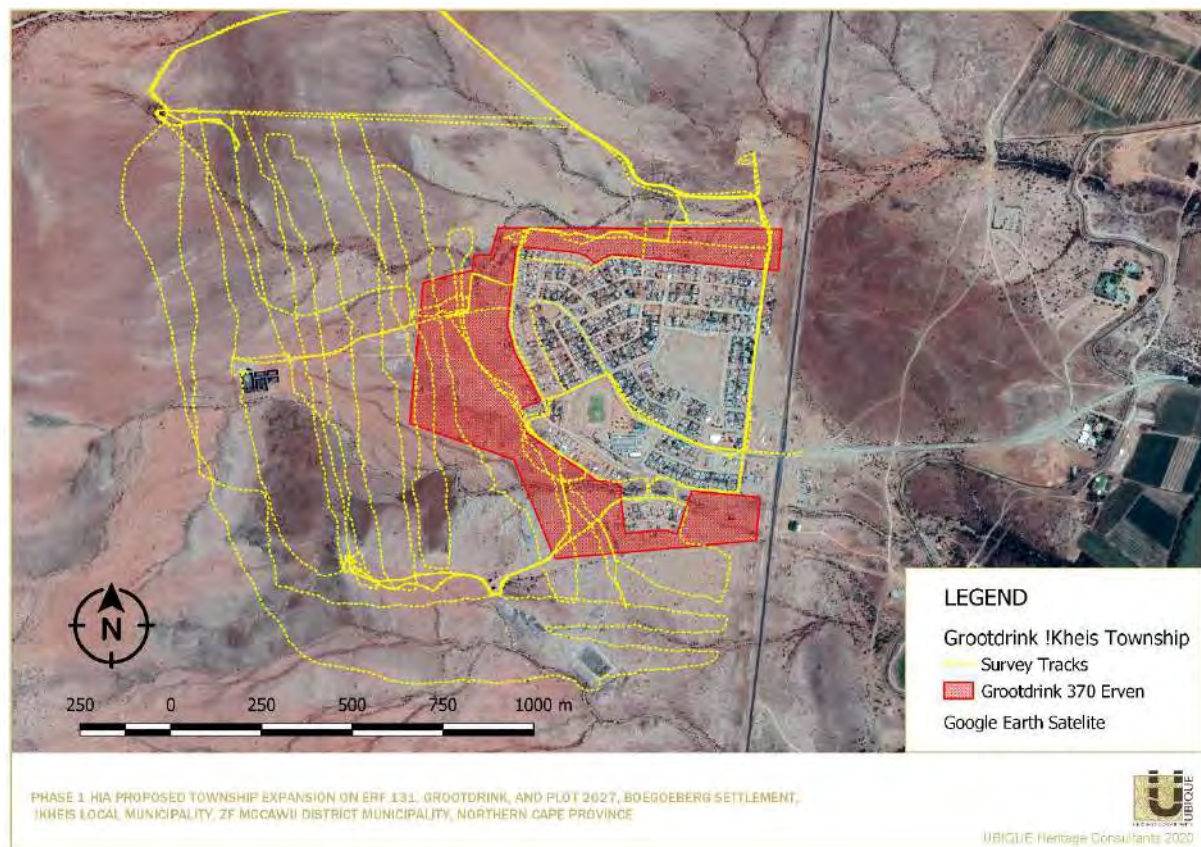 N
250 0 250 500 750 1000 m
LEGEND
Grootdrink !Kheis Township
Survey Tracks
Grootdrink 370 Erven
Google Earth Satelite
PHASE 1 HIA PROPOSED TOWNSHIP EXPANSION ON ERF 131, GROOTDRINK, AND PLOT 2627, BOEGOEBERG SETTLEMENT,
!KHEIS LOCAL MUNICIPALITY, ZF MGCAWU DISTRICT MUNICIPALITY, NORTHERN CAPE PROVINCE
UBIQUE
UBIQUE Heritage Consultants 2020